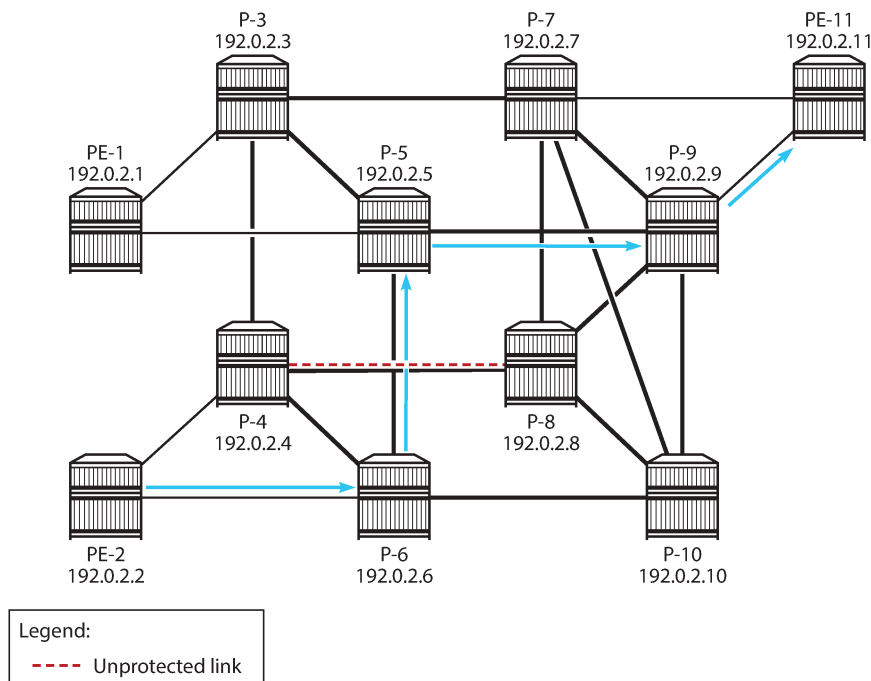 P-3
192.0.2.3
P-7
192.0.2.7
PE-11
192.0.2.11
PE-1
192.0.2.1
P-5
192.0.2.5
P-9
192.0.2.9
P-4
192.0.2.4
P-8
192.0.2.8
PE-2
192.0.2.2
P-6
192.0.2.6
P-10
192.0.2.10
Legend:
Unprotected link